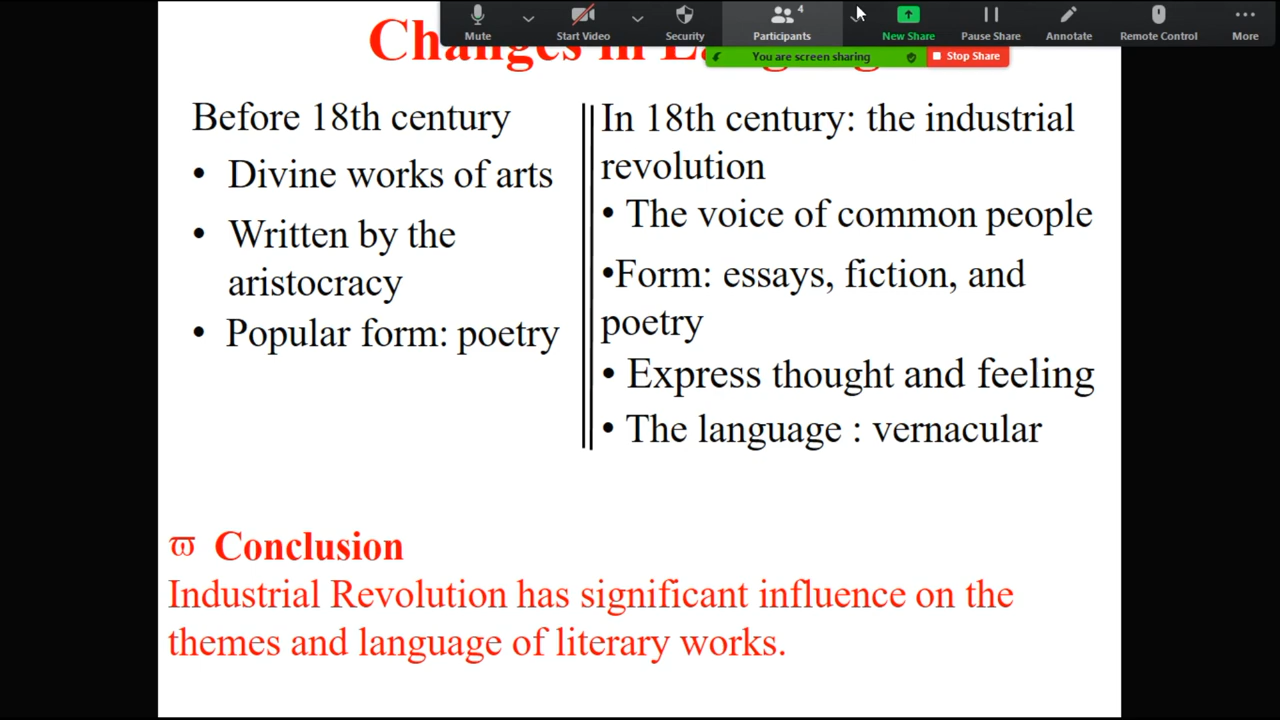 Mute
Start Video
Security
Participants
4
New Share
Pause Share
Annotate
Remote Control
More
You are screen sharing
Stop Share
Changes in
Before 18th century
• Divine works of arts
• Written by the
aristocracy
• Popular form: poetry
In 18th century: the industrial
revolution
• The voice of common people
•Form: essays, fiction, and
poetry
• Express thought and feeling
• The language : vernacular
ϖ Conclusion
Industrial Revolution has significant influence on the
themes and language of literary works.